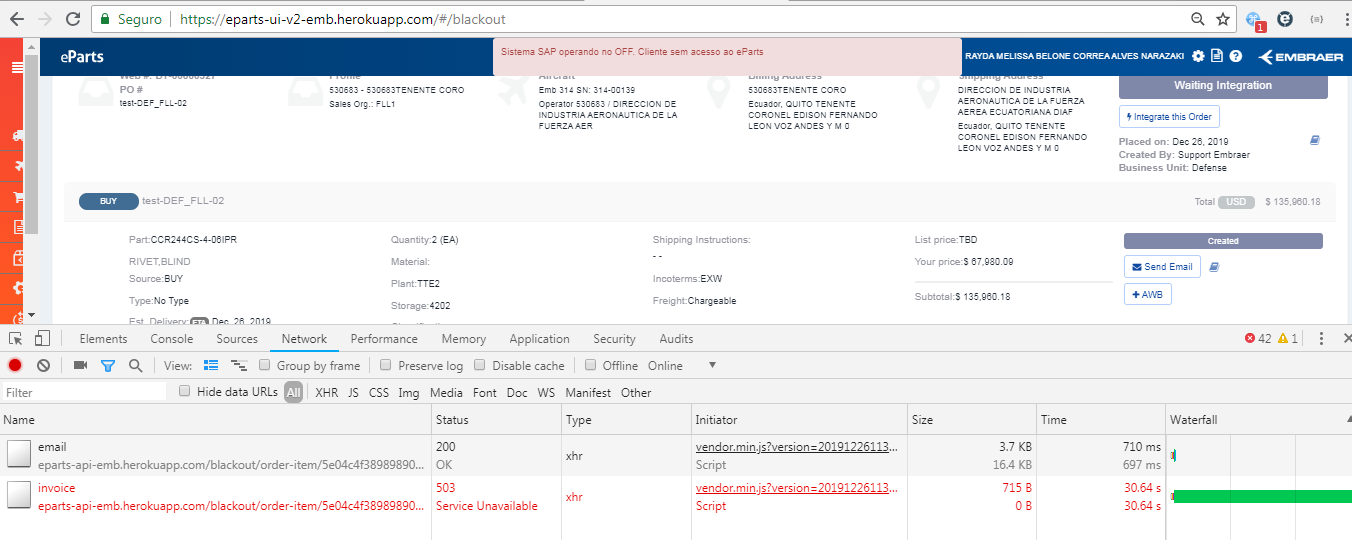 Seguro https://eparts-ui-v2-emb.herokuapp.com/#/blackout
1
eParts
Sistema SAP operando no OFF. Cliente sem acesso ao eParts
RAYDA MELISSA BELONE CORREA ALVES NARAZAKI
EMBRAER
PO #
test-DEF_FLL-02
Profile
530683 - 530683TENENTE CORO
Sales Org.: FLL1
Aircraft
Emb 314 SN: 314-00139
Operator 530683 / DIRECCION DE
INDUSTRIA AERONAUTICA DE LA
FUERZA AER
Billing Address
530683TENENTE CORO
Ecuador, QUITO TENENTE
CORONEL EDISON FERNANDO
LEON VOZ ANDES Y M 0
Shipping Address
DIRECCION DE INDUSTRIA
AERONAUTICA DE LA FUERZA
AEREA ECUATORIANA DIAF
Ecuador, QUITO TENENTE
CORONEL EDISON FERNANDO
LEON VOZ ANDES Y M 0
Waiting Integration
Integrate this Order
Placed on: Dec 26, 2019
Created By: Support Embraer
Business Unit: Defense
BUY test-DEF_FLL-02
Total USD $ 135,960.18
Part:CCR244CS-4-06IPR
RIVET,BLIND
Source:BUY
Type:No Type
Est. Delivery: ETA Dec. 26, 2019
Quantity:2 (EA)
Material:
Plant:TTE2
Storage:4202
Shipping Instructions:
- -
Incoterms:EXW
Freight:Chargeable
List price:TBD
Your price:$ 67,980.09
Subtotal:$ 135,960.18
Created
Send Email
+ AWB
Elements Console Sources Network Performance Memory Application Security Audits 42 1
View: Group by frame Preserve log Disable cache Offline Online
Filter Hide data URLs All XHR JS CSS Img Media Font Doc WS Manifest Other
Name Status Type Initiator Size Time Waterfall
email 200 xhr vendor.min.js?version=20191226113... 3.7 KB 710 ms
eparts-api-emb.herokuapp.com/blackout/order-item/5e04c4f38989890... OK Script 16.4 KB 697 ms
invoice 503 xhr vendor.min.js?version=20191226113... 715 B 30.64 s
eparts-api-emb.herokuapp.com/blackout/order-item/5e04c4f38989890... Service Unavailable Script 0 B 30.64 s